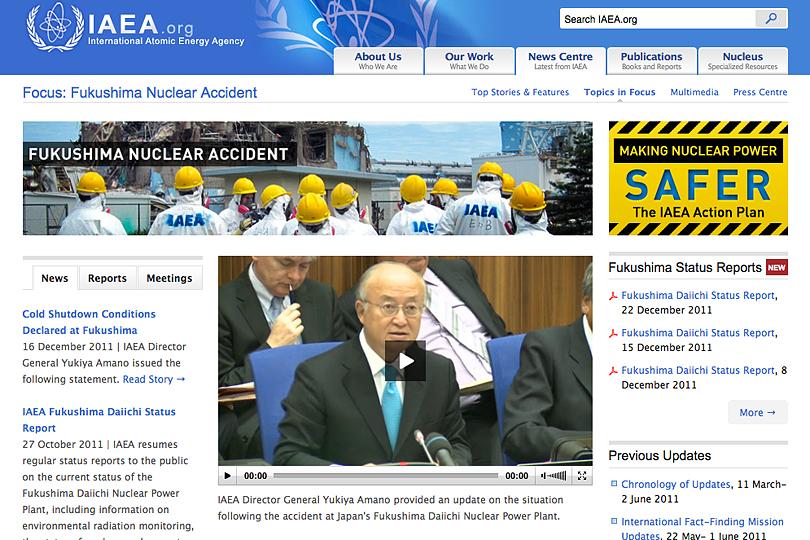 IAEA.org
International Atomic Energy Agency
Search IAEA.org
About Us
Who We Are
Our Work
What We Do
News Centre
Latest from IAEA
Publications
Books and Reports
Nucleus
Specialized Resources
Focus: Fukushima Nuclear Accident
Top Stories & Features
Topics in Focus
Multimedia
Press Centre
FUKUSHIMA NUCLEAR ACCIDENT
IAEA
IAEA
IAEA
MAKING NUCLEAR POWER
SAFER
The IAEA Action Plan
News
Reports
Meetings
Cold Shutdown Conditions
Declared at Fukushima
16 December 2011 | IAEA Director
General Yukiya Amano issued the
following statement. Read Story →
IAEA Fukushima Daiichi Status
Report
27 October 2011 | IAEA resumes
regular status reports to the public
on the current status of the
Fukushima Daiichi Nuclear Power
Plant, including information on
environmental radiation monitoring,
00:00
00:00
IAEA Director General Yukiya Amano provided an update on the situation
following the accident at Japan's Fukushima Daiichi Nuclear Power Plant.
Fukushima Status Reports NEW
Fukushima Daiichi Status Report,
22 December 2011
Fukushima Daiichi Status Report,
15 December 2011
Fukushima Daiichi Status Report, 8
December 2011
More →
Previous Updates
Chronology of Updates, 11 March-
2 June 2011
International Fact-Finding Mission
Updates, 22 May- 1 June 2011